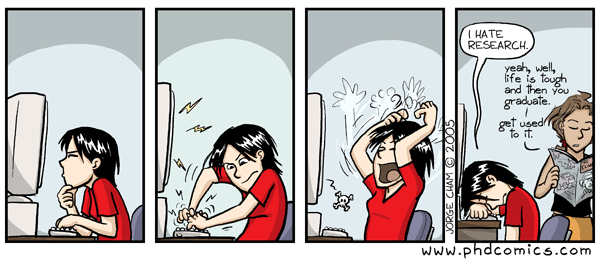 I HATE
RESEARCH.
yeah, well,
life is tough
and then you
graduate.
get used
to it.
JORGE CHAM © 2005
www.phdcomics.com